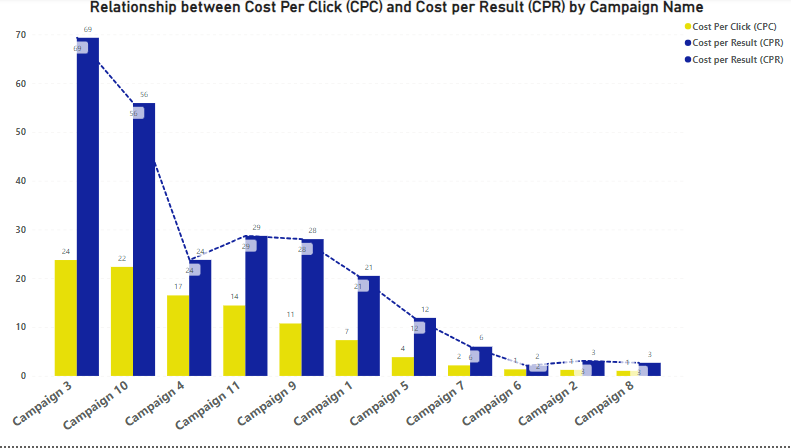 Relationship between Cost Per Click (CPC) and Cost per Result (CPR) by Campaign Name
Cost Per Click (CPC)
Cost per Result (CPR)
Cost per Result (CPR)
70
60
50
40
30
20
10
0
24
69
69
22
56
56
17
24
24
14
29
29
11
28
28
7
21
21
4
12
12
2
6
6
1
2
2
1
3
3
1
3
3
Campaign 3
Campaign 10
Campaign 4
Campaign 11
Campaign 9
Campaign 1
Campaign 5
Campaign 7
Campaign 6
Campaign 2
Campaign 8